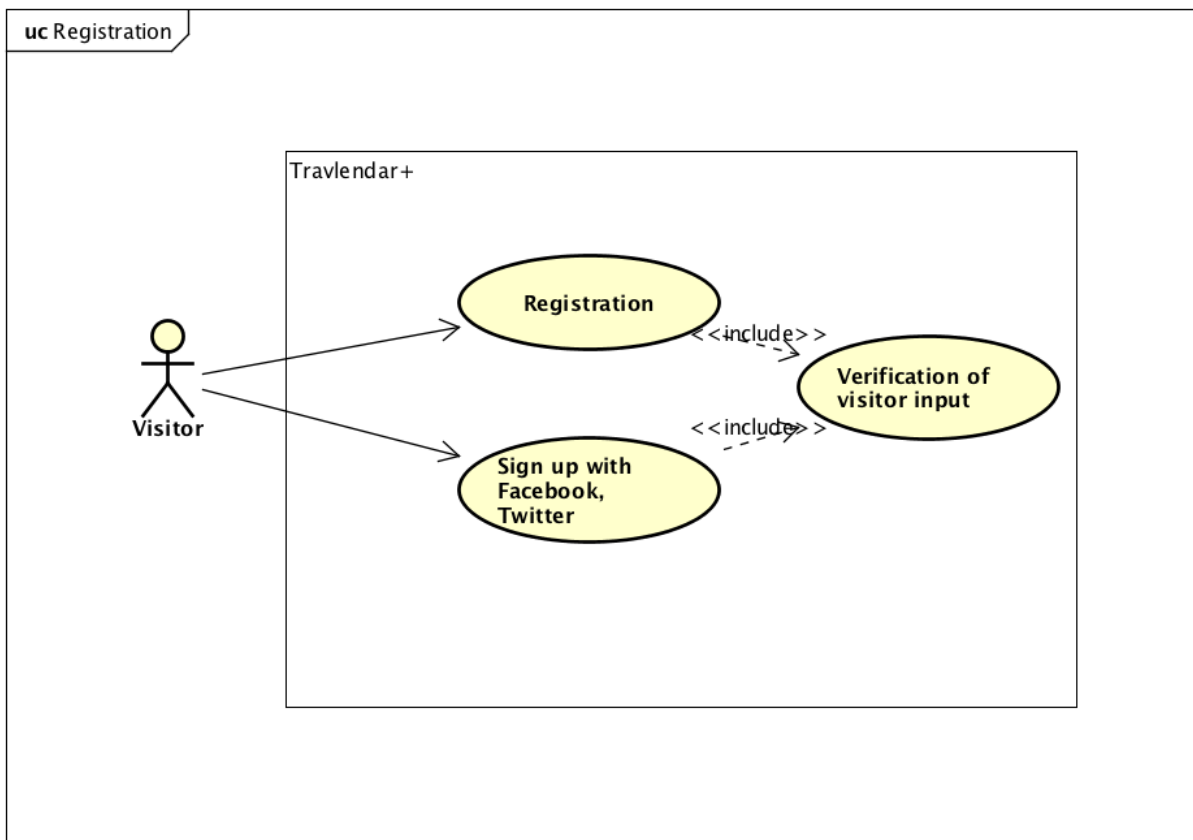 uc Registration
Travlendar+
Registration
<<include>>
Verification of
visitor input
Visitor
<<include>>
Sign up with
Facebook,
Twitter